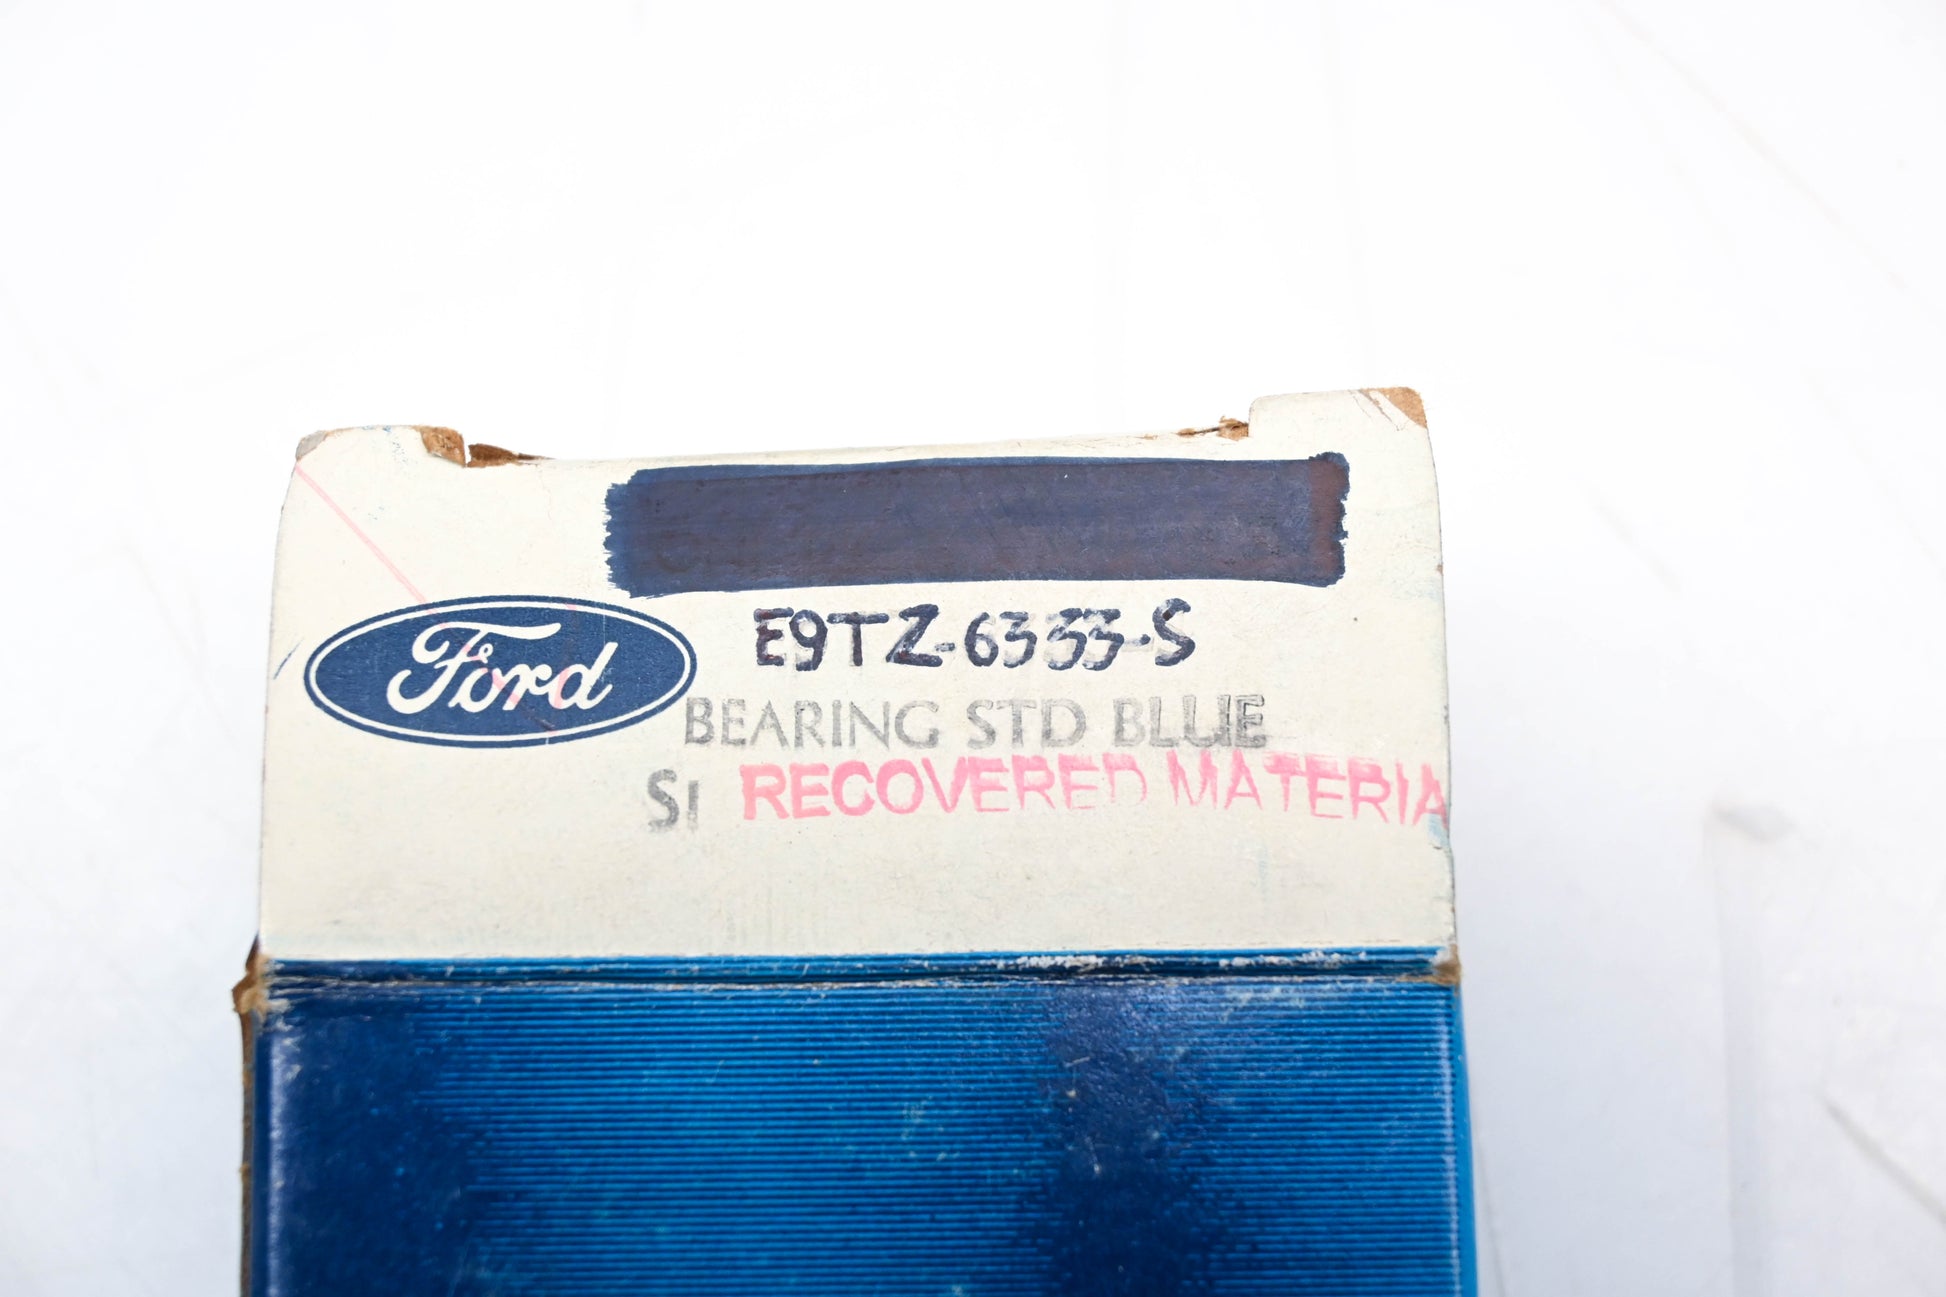 E9TZ-6333-S
Ford
BEARING STD BLUE
S1 RECOVERED MATERIA